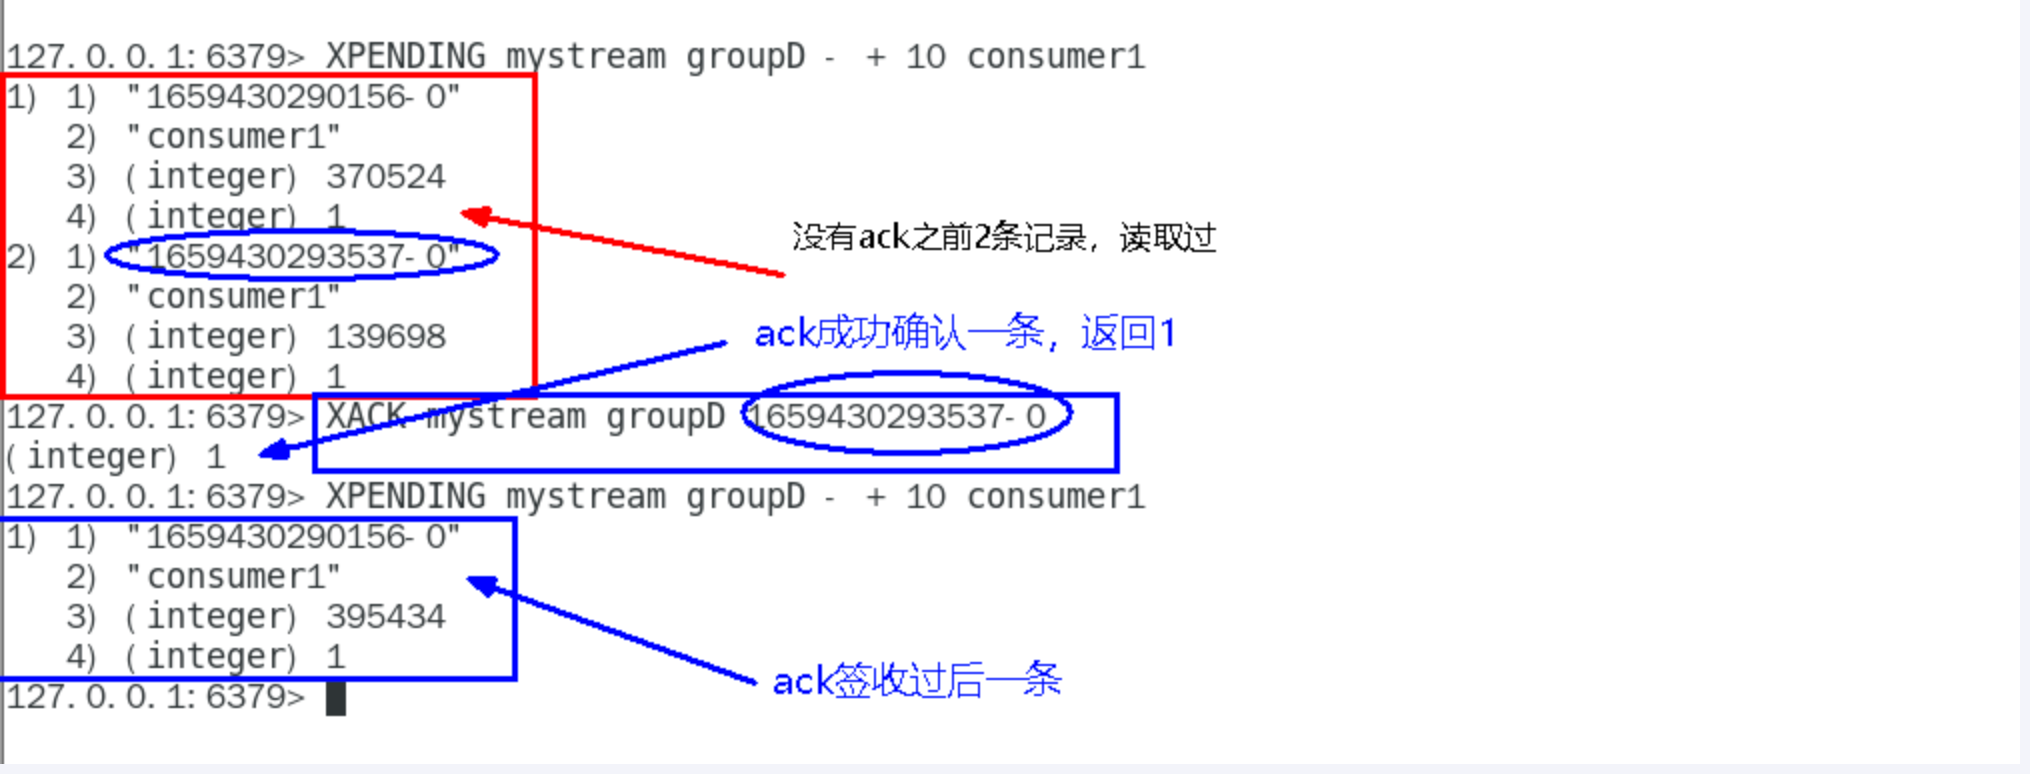 127.0.0.1:6379> XPENDING mystream groupD - + 10 consumer1
1) 1) "1659430290156-0"
2) "consumer1"
3) (integer) 370524
4) (integer) 1
没有ack之前2条记录，读取过
2) 1) "1659430293537-0"
2) "consumer1"
ack成功确认一条，返回1
3) (integer) 139698
4) (integer) 1
127.0.0.1:6379> XACK mystream groupD 1659430293537-0
(integer) 1
127.0.0.1:6379> XPENDING mystream groupD - + 10 consumer1
1) 1) "1659430290156-0"
2) "consumer1"
3) (integer) 395434
4) (integer) 1
ack签收过后一条
127.0.0.1:6379>